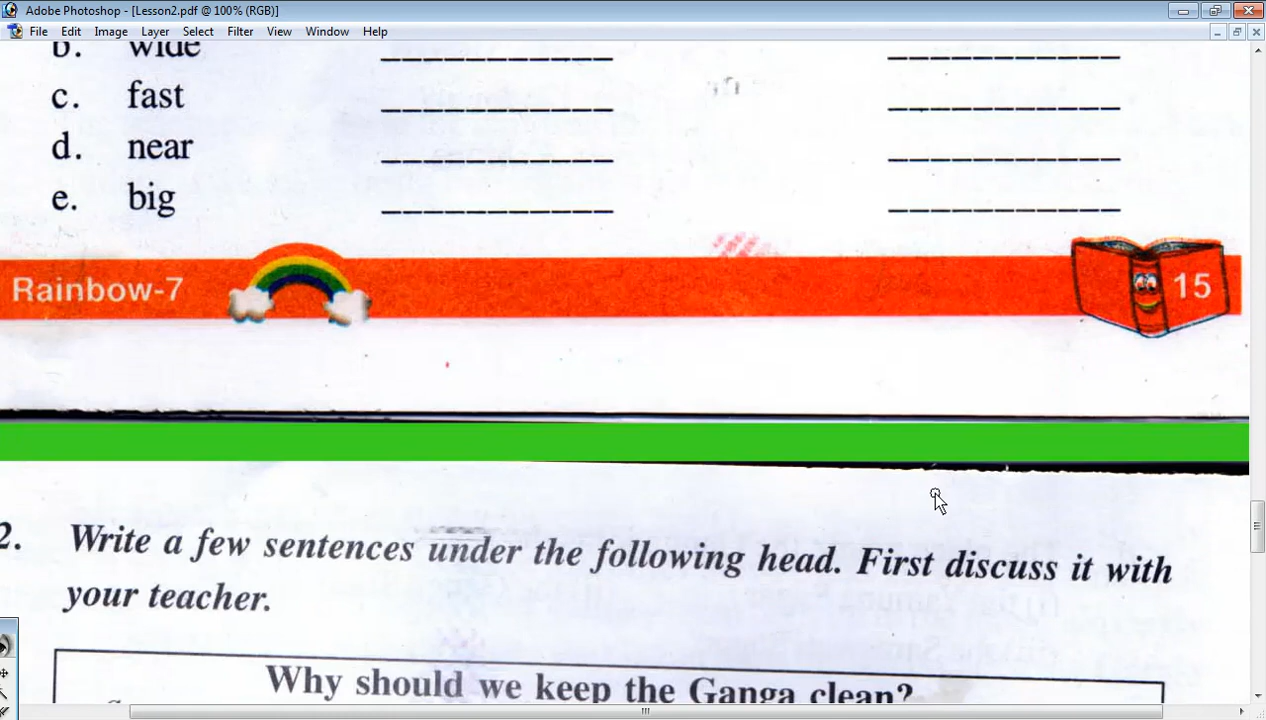 Adobe Photoshop - [Lesson2.pdf @ 100% (RGB)]
File Edit Image Layer Select Filter View Window Help
b. wide
c. fast
d. near
e. big
Rainbow-7
15
2. Write a few sentences under the following head. First discuss it with
your teacher.
Why should we keep the Ganga clean?